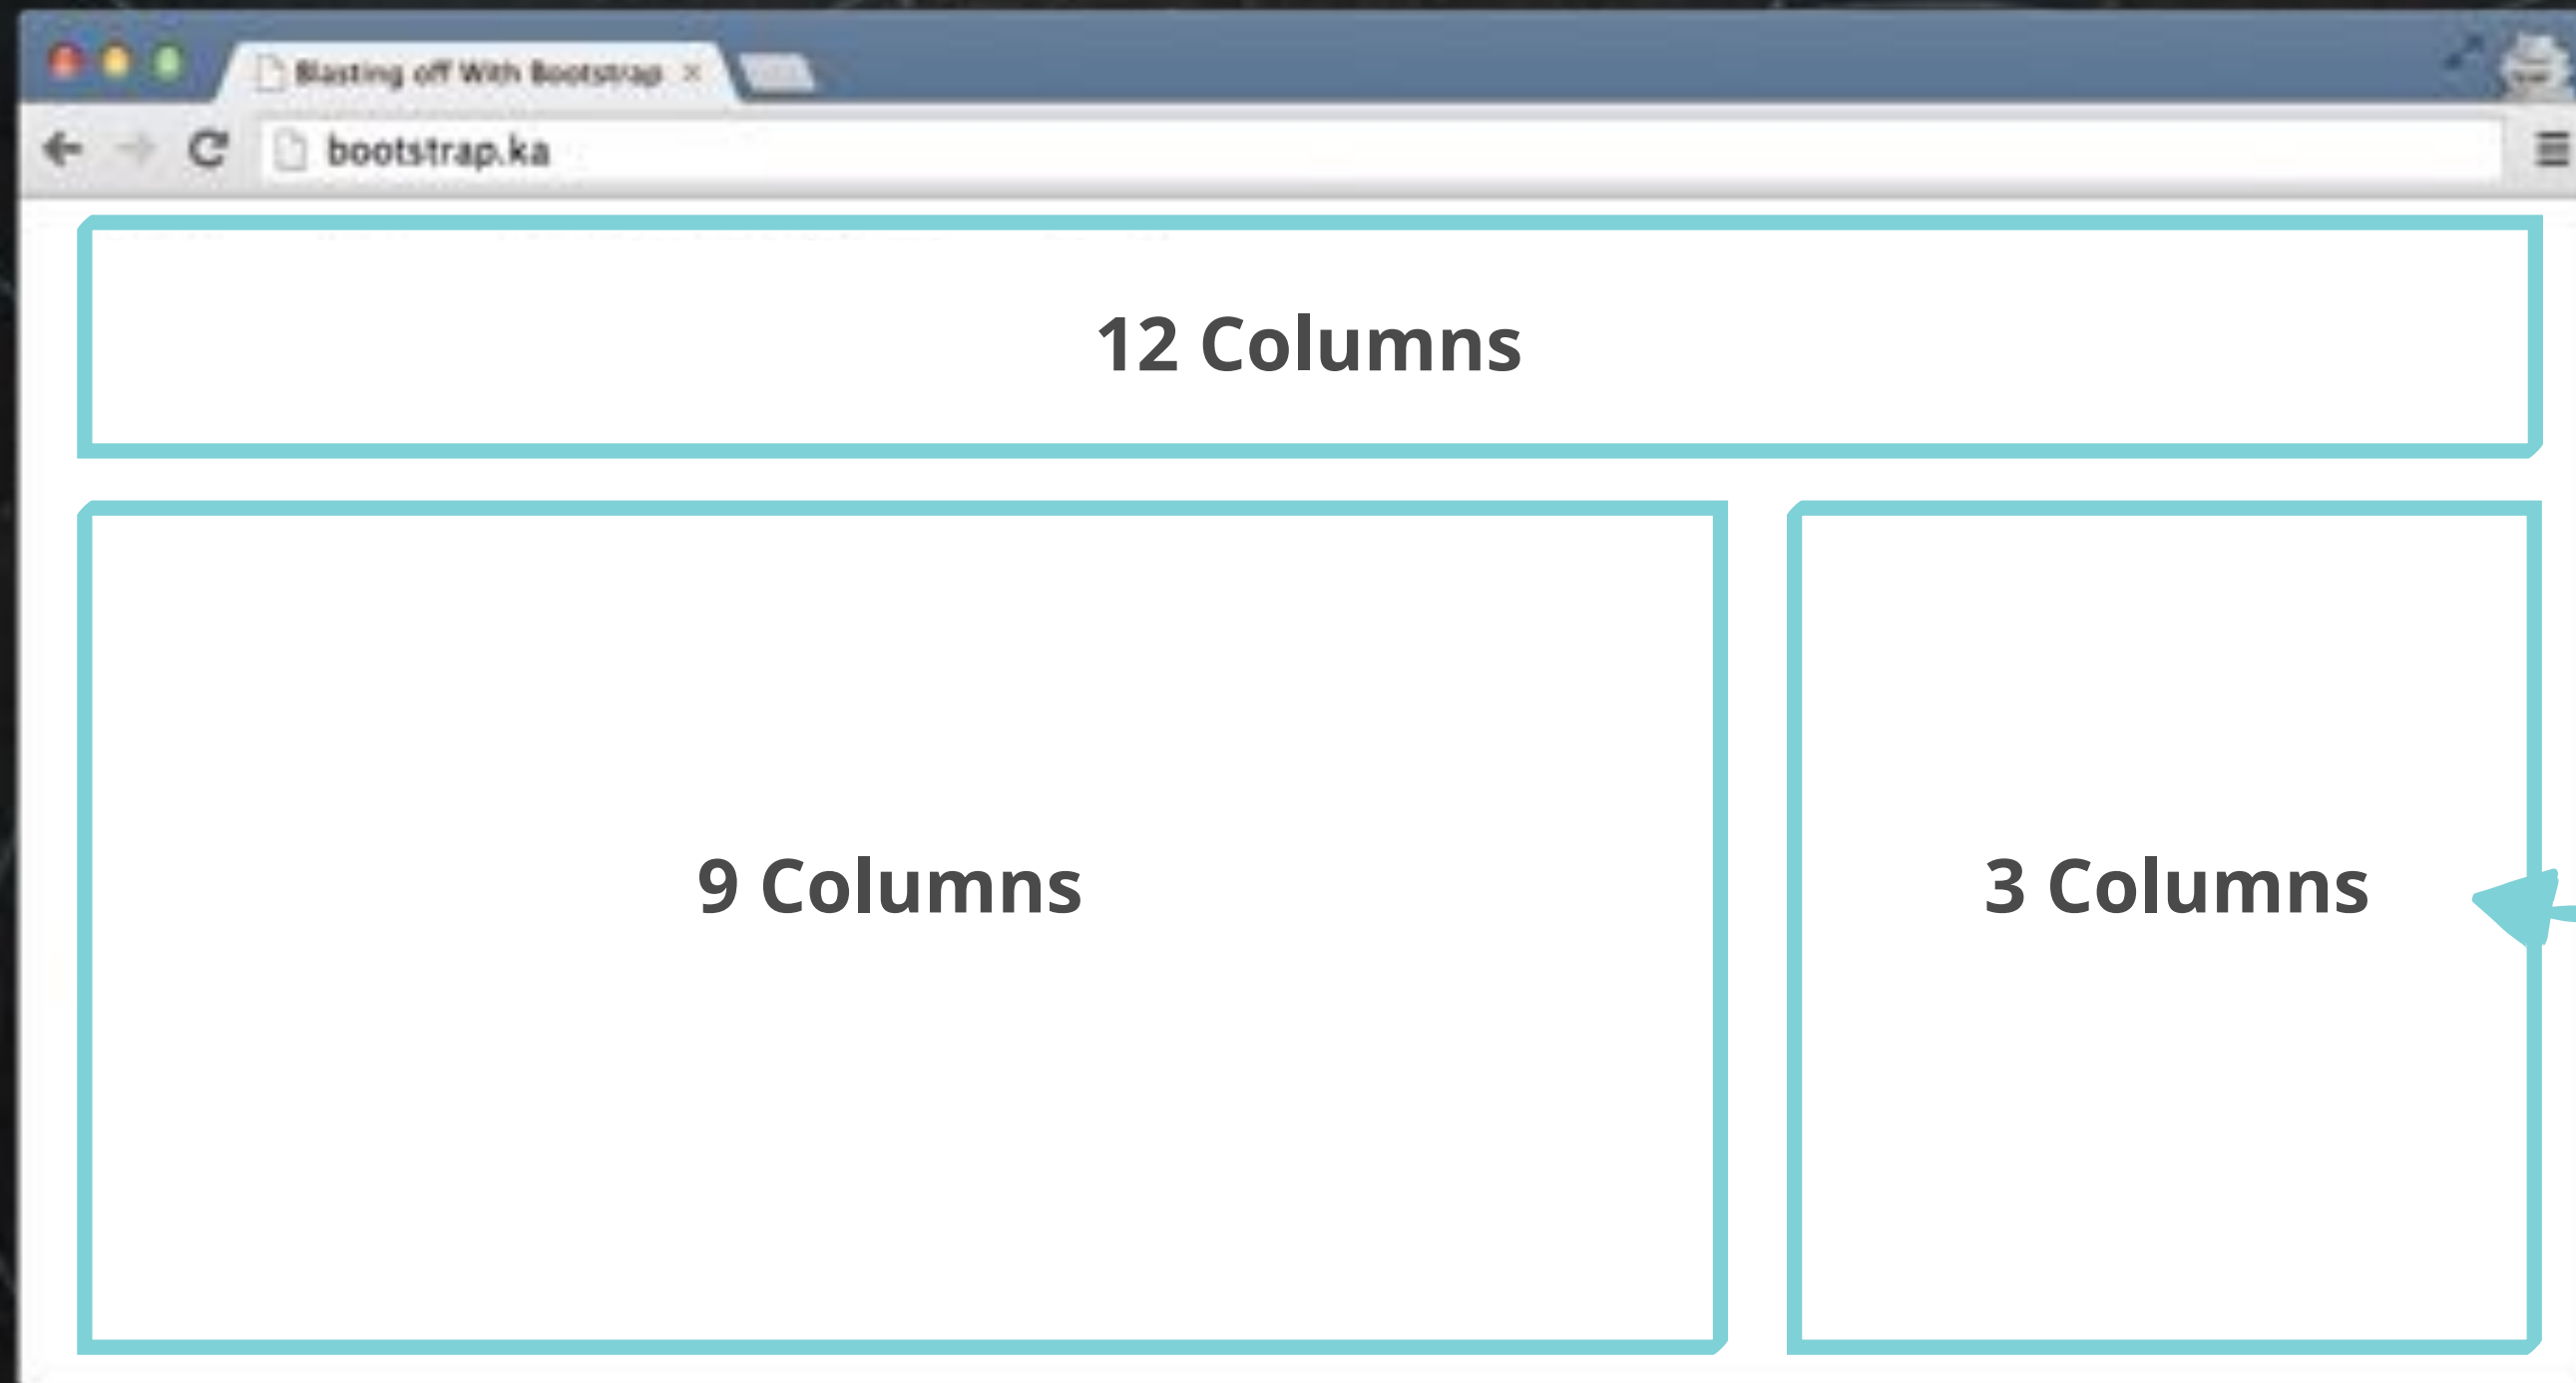 Blasting off With Bootstrap
bootstrap.ka
12 Columns
9 Columns
3 Columns